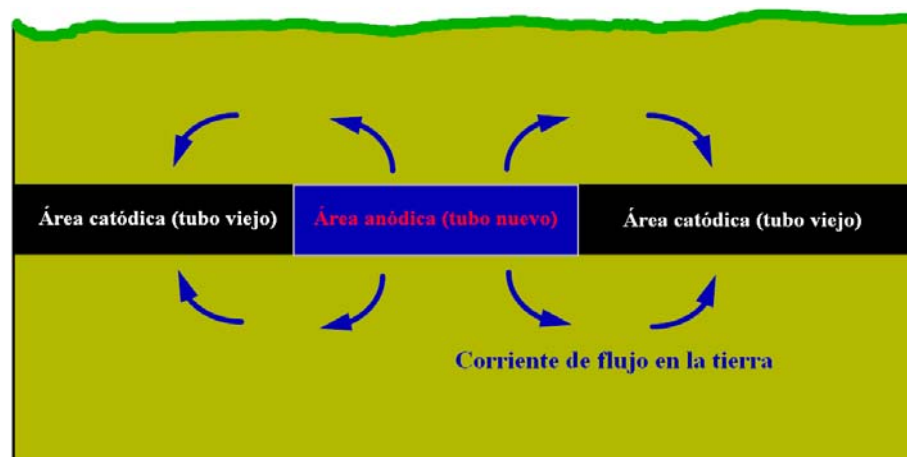 Área catódica (tubo viejo)
Área anódica (tubo nuevo)
Área catódica (tubo viejo)
Corriente de flujo en la tierra